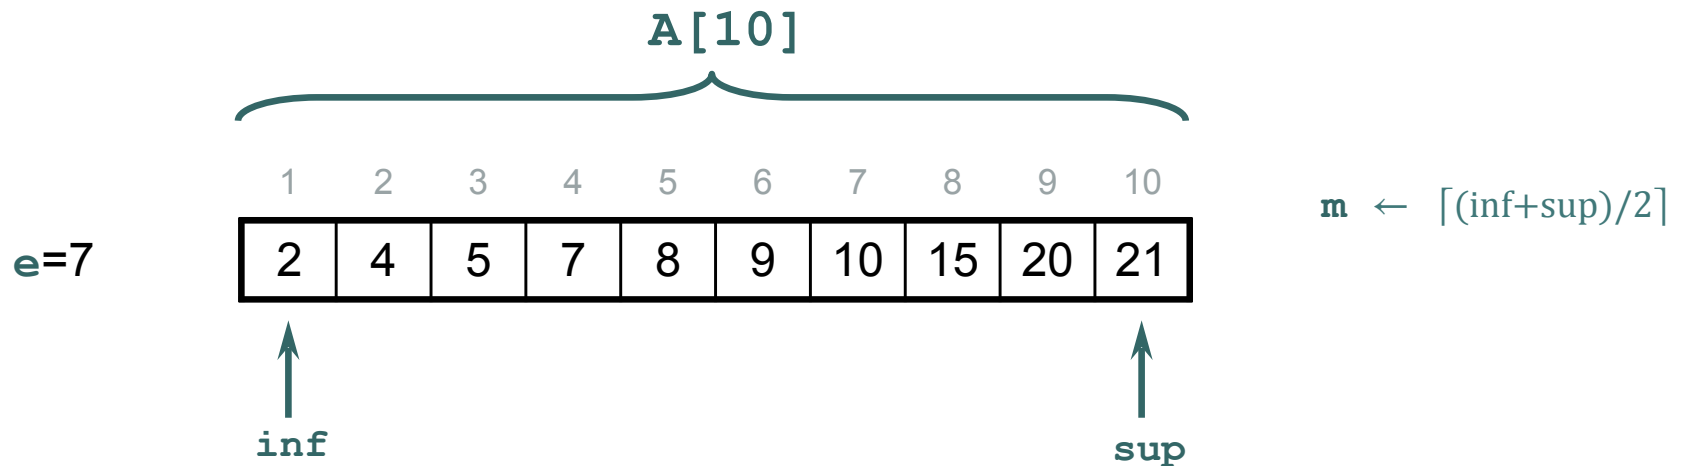 A[10]
1 2 3 4 5 6 7 8 9 10
m ← ⌈(inf+sup)/2⌉
e=7
2 4 5 7 8 9 10 15 20 21
inf sup